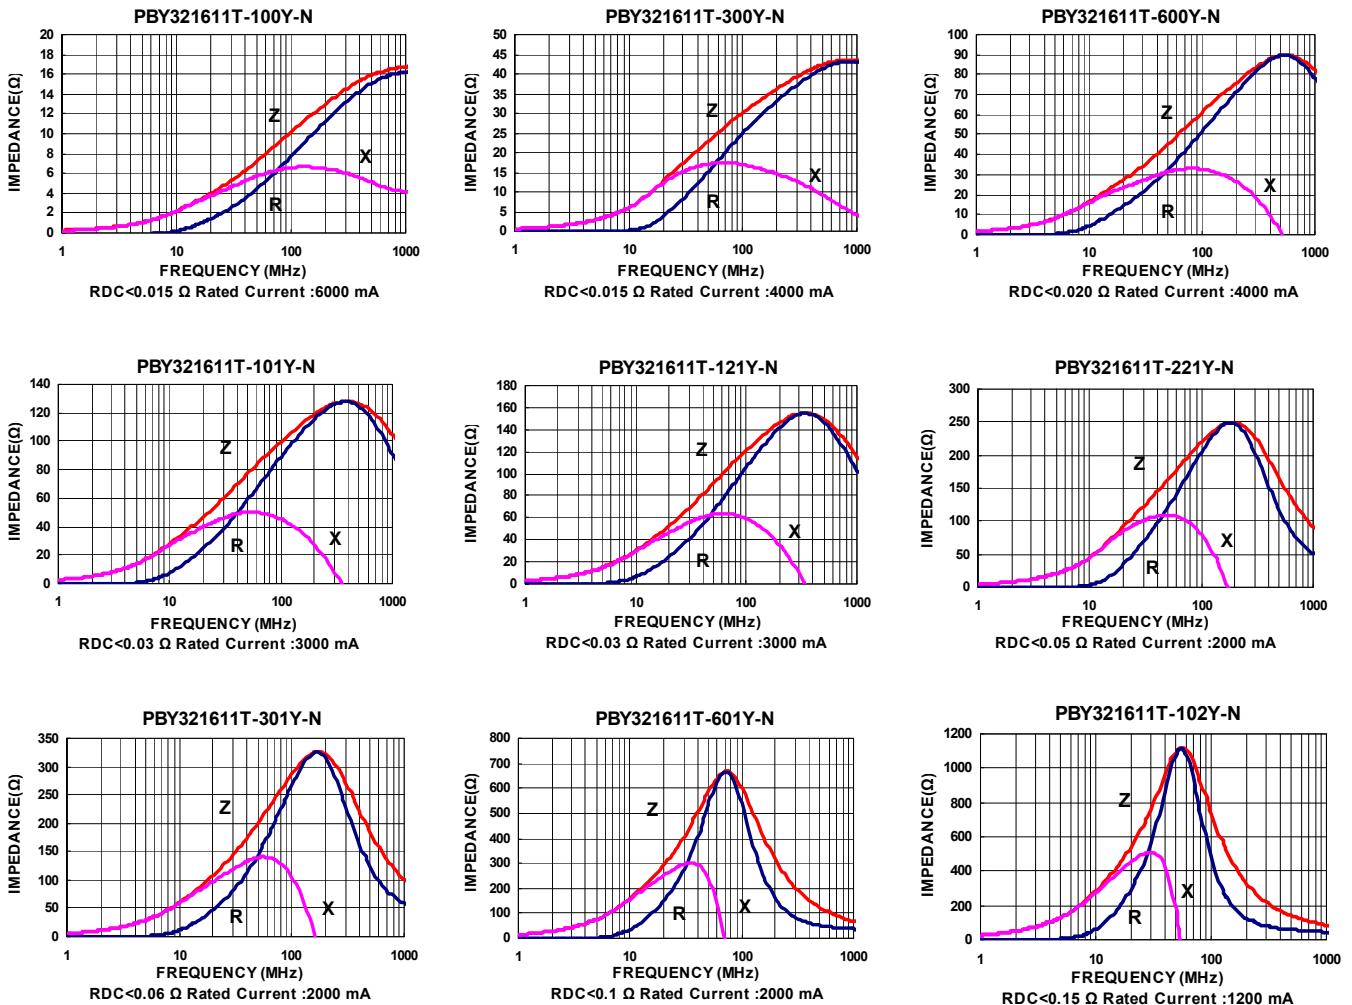 PBY321611T-100Y-N
IMPEDANCE(Ω)
20
18
16
14
12
10
8
6
4
2
0
Z
X
R
1 10 100 1000
FREQUENCY (MHz)
RDC<0.015 Ω Rated Current :6000 mA
PBY321611T-300Y-N
IMPEDANCE(Ω)
50
45
40
35
30
25
20
15
10
5
0
Z
X
R
1 10 100 1000
FREQUENCY (MHz)
RDC<0.015 Ω Rated Current :4000 mA
PBY321611T-600Y-N
IMPEDANCE(Ω)
100
90
80
70
60
50
40
30
20
10
0
Z
X
R
1 10 100 1000
FREQUENCY (MHz)
RDC<0.020 Ω Rated Current :4000 mA
PBY321611T-101Y-N
IMPEDANCE(Ω)
140
120
100
80
60
40
20
0
Z
R
X
1 10 100 1000
FREQUENCY (MHz)
RDC<0.03 Ω Rated Current :3000 mA
PBY321611T-121Y-N
IMPEDANCE(Ω)
180
160
140
120
100
80
60
40
20
0
Z
X
R
1 10 100 1000
FREQUENCY (MHz)
RDC<0.03 Ω Rated Current :3000 mA
PBY321611T-221Y-N
IMPEDANCE(Ω)
300
250
200
150
100
50
0
Z
X
R
1 10 100 1000
FREQUENCY (MHz)
RDC<0.05 Ω Rated Current :2000 mA
PBY321611T-301Y-N
IMPEDANCE(Ω)
350
300
250
200
150
100
50
0
Z
X
R
1 10 100 1000
FREQUENCY (MHz)
RDC<0.06 Ω Rated Current :2000 mA
PBY321611T-601Y-N
IMPEDANCE(Ω)
800
700
600
500
400
300
200
100
0
Z
X
R
1 10 100 1000
FREQUENCY (MHz)
RDC<0.1 Ω Rated Current :2000 mA
PBY321611T-102Y-N
IMPEDANCE(Ω)
1200
1000
800
600
400
200
0
Z
X
R
1 10 100 1000
FREQUENCY (MHz)
RDC<0.15 Ω Rated Current :1200 mA